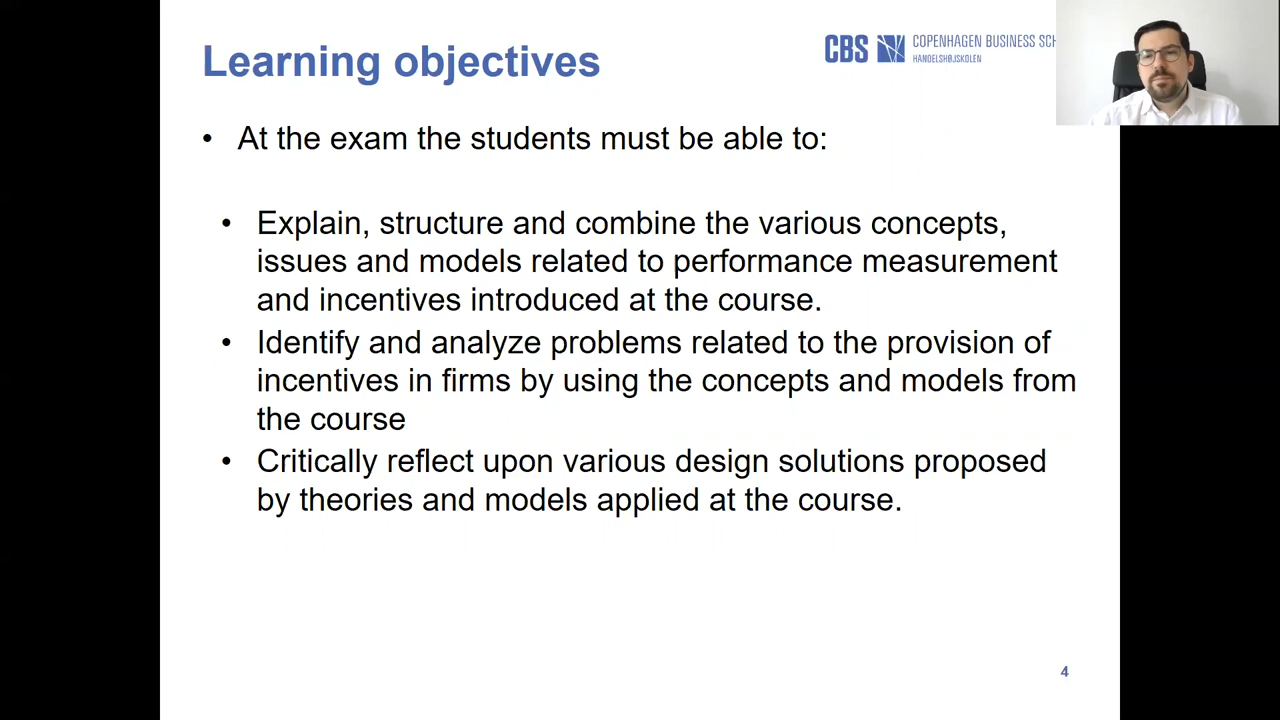 Learning objectives
CBS
COPENHAGEN BUSINESS SCH
HANDELSHØJSKOLEN
• At the exam the students must be able to:
• Explain, structure and combine the various concepts,
issues and models related to performance measurement
and incentives introduced at the course.
• Identify and analyze problems related to the provision of
incentives in firms by using the concepts and models from
the course
• Critically reflect upon various design solutions proposed
by theories and models applied at the course.
4